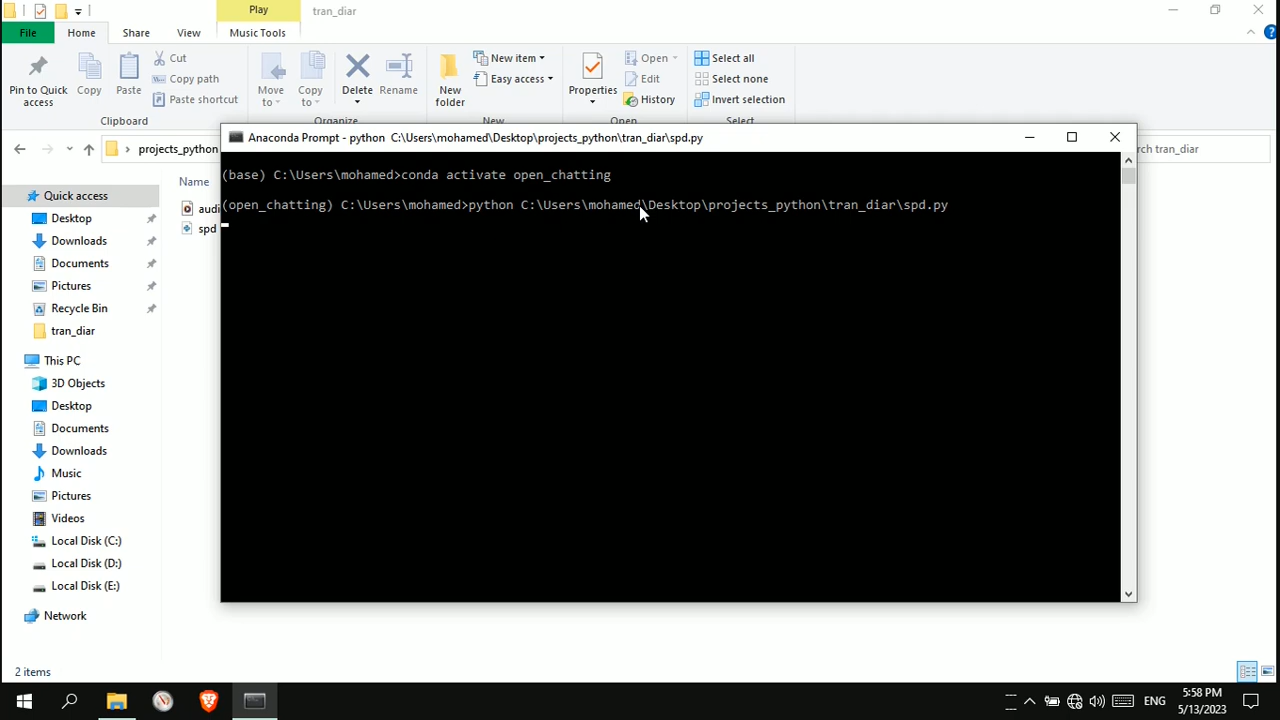 Play
tran_diar
File
Home
Share
View
Music Tools
Pin to Quick access
Copy
Paste
Cut
Copy path
Paste shortcut
Clipboard
Move to
Copy to
Delete
Rename
Organize
New folder
New item
Easy access
New
Properties
Open
Edit
History
Open
Select all
Select none
Invert selection
Select
projects_python
rch tran_diar
Name
audi
spd
Quick access
Desktop
Downloads
Documents
Pictures
Recycle Bin
tran_diar
This PC
3D Objects
Desktop
Documents
Downloads
Music
Pictures
Videos
Local Disk (C:)
Local Disk (D:)
Local Disk (E:)
Network
2 items
Anaconda Prompt - python C:\Users\mohamed\Desktop\projects_python\tran_diar\spd.py
(base) C:\Users\mohamed>conda activate open_chatting
(open_chatting) C:\Users\mohamed>python C:\Users\mohamed\Desktop\projects_python\tran_diar\spd.py
ENG
5:58 PM
5/13/2023